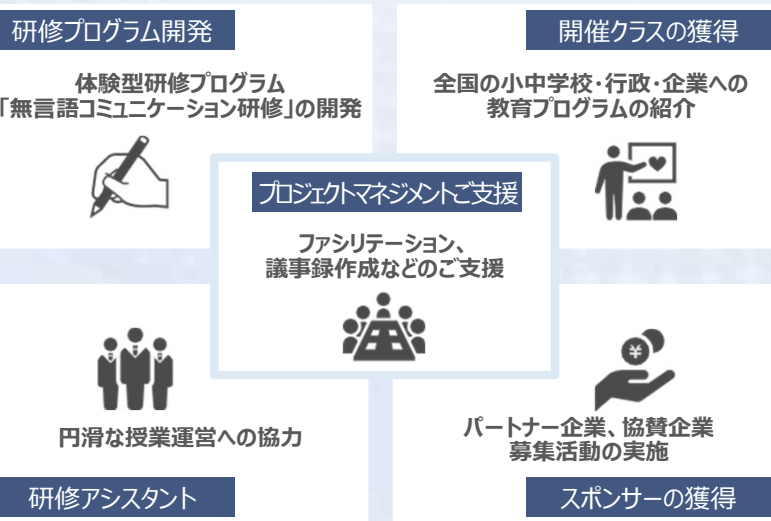 研修プログラム開発
体験型研修プログラム
「無言語コミュニケーション研修」の開発
開催クラスの獲得
全国の小中学校・行政・企業への
教育プログラムの紹介
プロジェクトマネジメントご支援
ファシリテーション、
議事録作成などのご支援
円滑な授業運営への協力
研修アシスタント
¥
パートナー企業、協賛企業
募集活動の実施
スポンサーの獲得